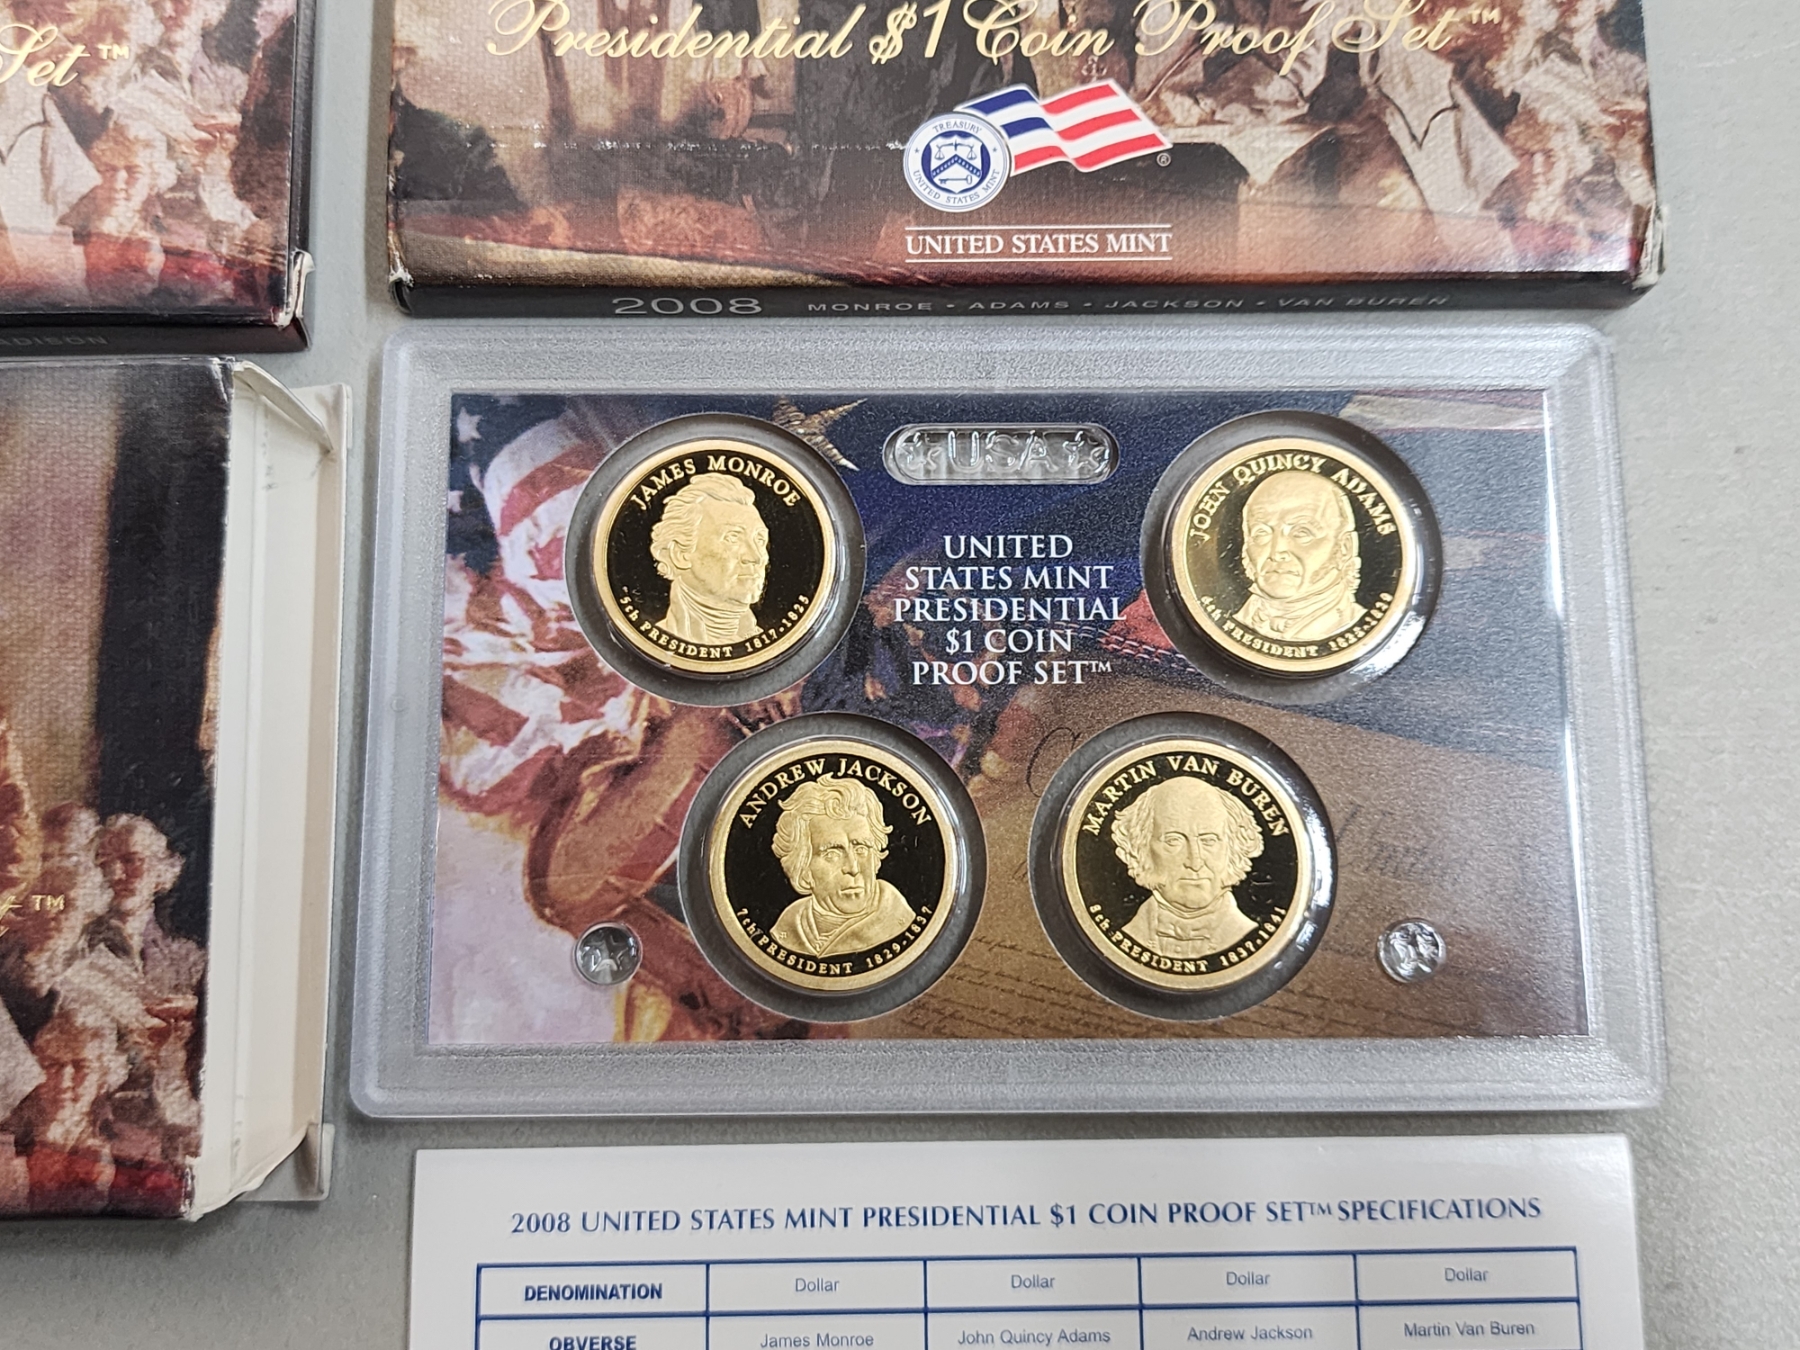 Set™
Presidential $1 Coin Proof Set™
TREASURY
UNITED STATES MINT
®
UNITED STATES MINT
2008 MONROE • ADAMS • JACKSON • VAN BUREN
ADISON
™
USA
UNITED
STATES MINT
PRESIDENTIAL
$1 COIN
PROOF SET™
JAMES MONROE
5th PRESIDENT 1817-1825
JOHN QUINCY ADAMS
6th PRESIDENT 1825-1829
ANDREW JACKSON
7th PRESIDENT 1829-1837
MARTIN VAN BUREN
8th PRESIDENT 1837-1841
2008 UNITED STATES MINT PRESIDENTIAL $1 COIN PROOF SET™ SPECIFICATIONS
DENOMINATION Dollar Dollar Dollar Dollar
OBVERSE James Monroe John Quincy Adams Andrew Jackson Martin Van Buren